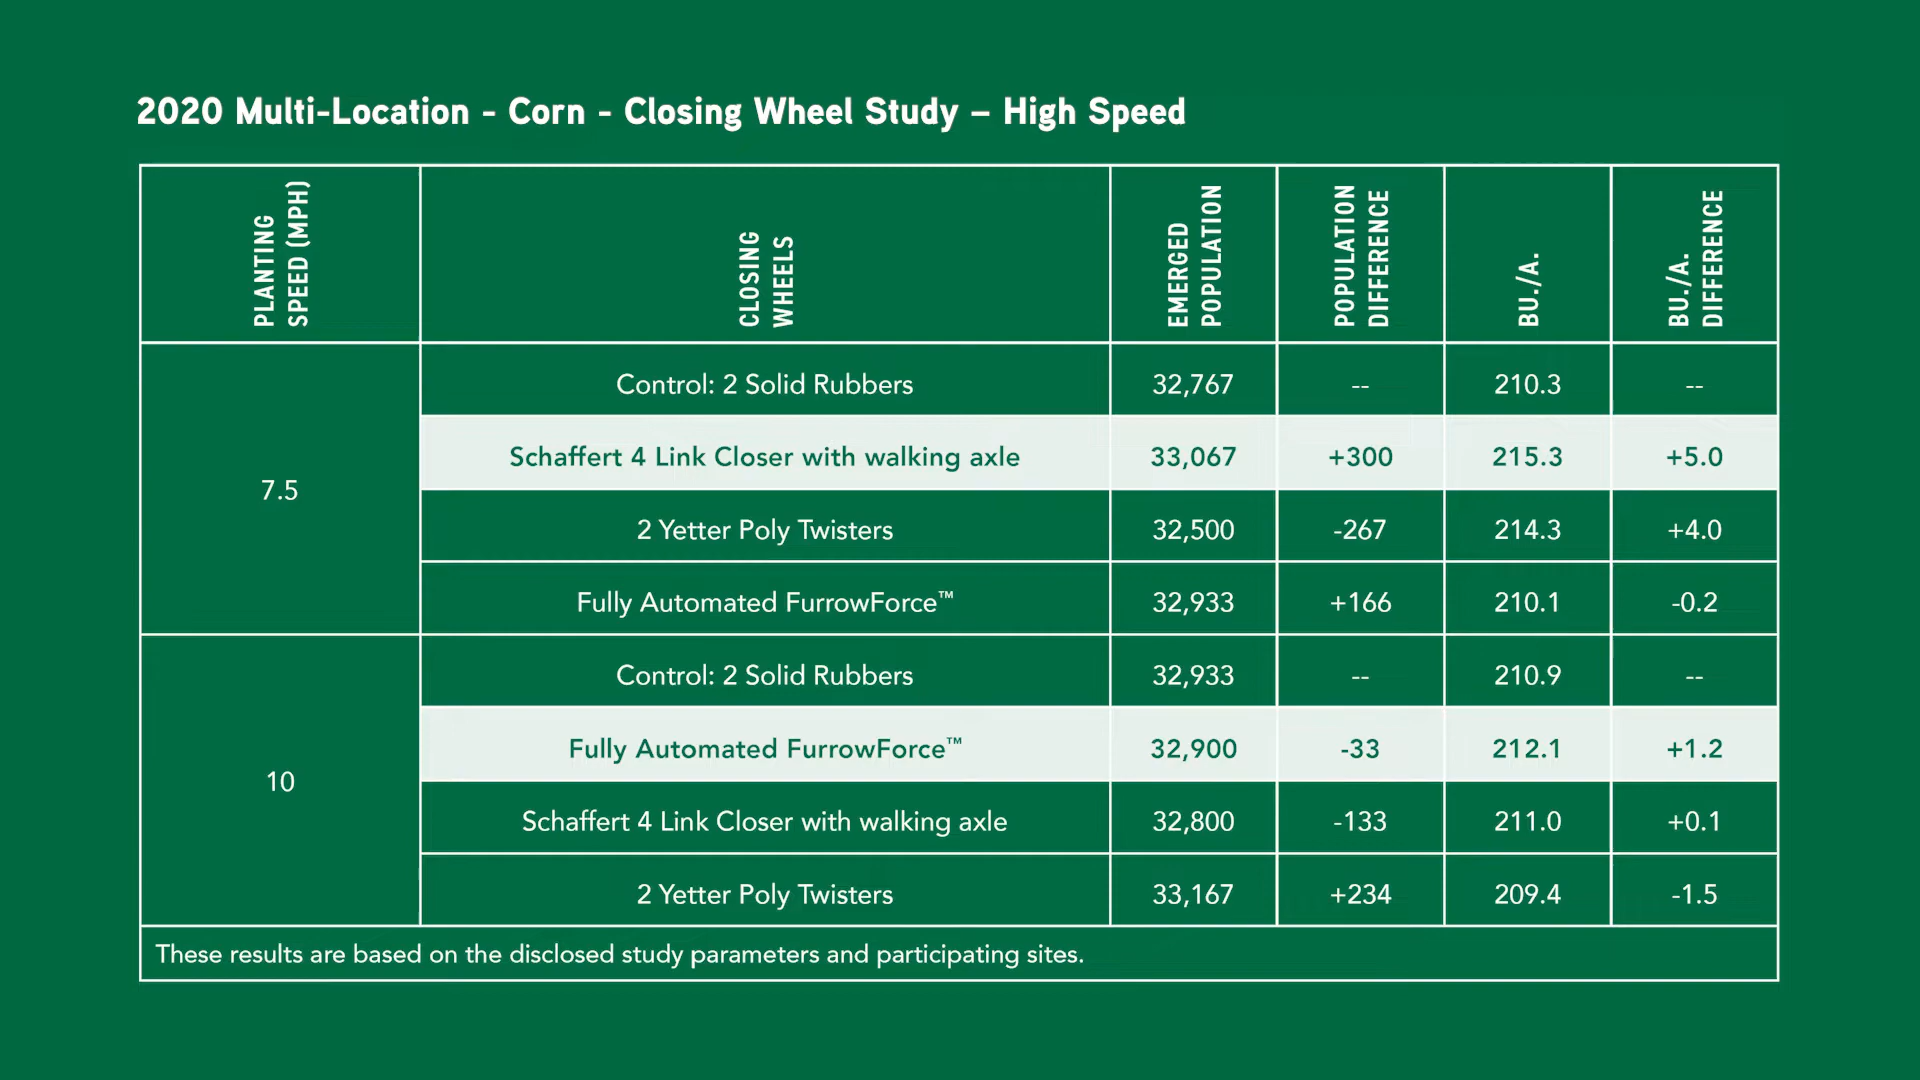 2020 Multi-Location - Corn - Closing Wheel Study – High Speed
PLANTING
SPEED (MPH)
CLOSING
WHEELS
EMERGED
POPULATION
POPULATION
DIFFERENCE
BU./A.
BU./A.
DIFFERENCE
7.5
Control: 2 Solid Rubbers 32,767 -- 210.3 --
Schaffert 4 Link Closer with walking axle 33,067 +300 215.3 +5.0
2 Yetter Poly Twisters 32,500 -267 214.3 +4.0
Fully Automated FurrowForce™ 32,933 +166 210.1 -0.2
10
Control: 2 Solid Rubbers 32,933 -- 210.9 --
Fully Automated FurrowForce™ 32,900 -33 212.1 +1.2
Schaffert 4 Link Closer with walking axle 32,800 -133 211.0 +0.1
2 Yetter Poly Twisters 33,167 +234 209.4 -1.5
These results are based on the disclosed study parameters and participating sites.